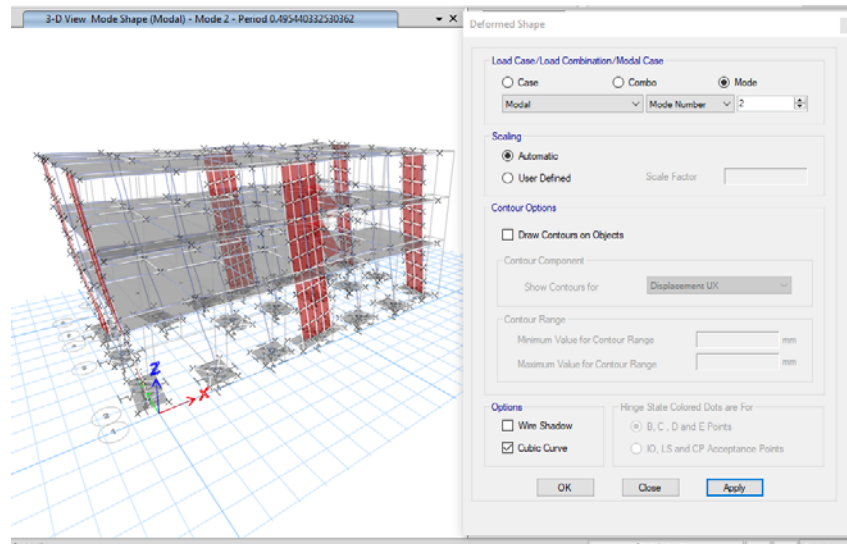 3-D View Mode Shape (Modal) - Mode 2 - Period 0.495440332530362
Deformed Shape
Load Case/Load Combination/Modal Case
Case
Combo
Mode
Modal
Mode Number
2
Scaling
Automatic
User Defined
Scale Factor
Contour Options
Draw Contours on Objects
Contour Component
Show Contours for
Displacement UX
Contour Range
Minimum Value for Contour Range
mm
Maximum Value for Contour Range
mm
Options
Wire Shadow
Cubic Curve
Hinge State Colored Dots are For
B, C , D and E Points
IO, LS and CP Acceptance Points
OK
Close
Apply
Z
X